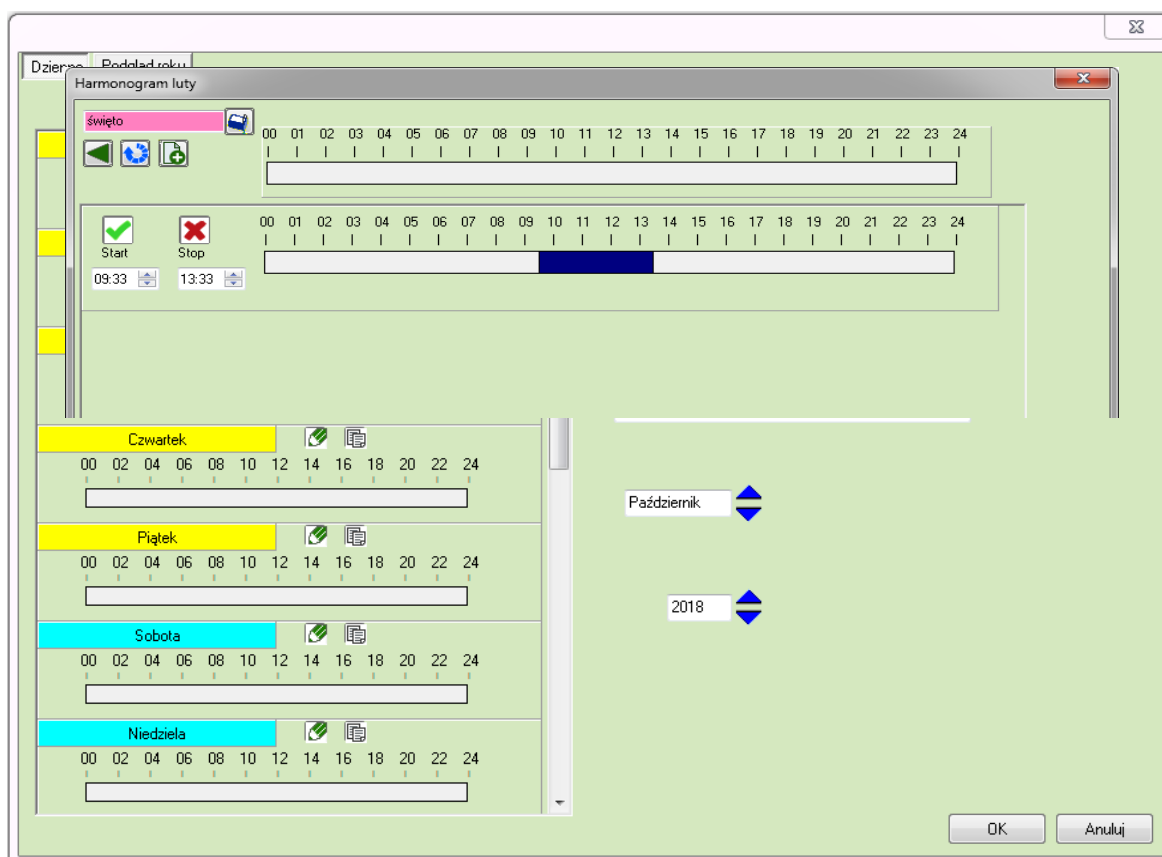 Dzienne Podgląd roku
Harmonogram luty
święto
00 01 02 03 04 05 06 07 08 09 10 11 12 13 14 15 16 17 18 19 20 21 22 23 24
00 01 02 03 04 05 06 07 08 09 10 11 12 13 14 15 16 17 18 19 20 21 22 23 24
Start Stop
09:33 13:33
Czwartek
00 02 04 06 08 10 12 14 16 18 20 22 24
Październik
Piątek
00 02 04 06 08 10 12 14 16 18 20 22 24
2018
Sobota
00 02 04 06 08 10 12 14 16 18 20 22 24
Niedziela
00 02 04 06 08 10 12 14 16 18 20 22 24
OK Anuluj